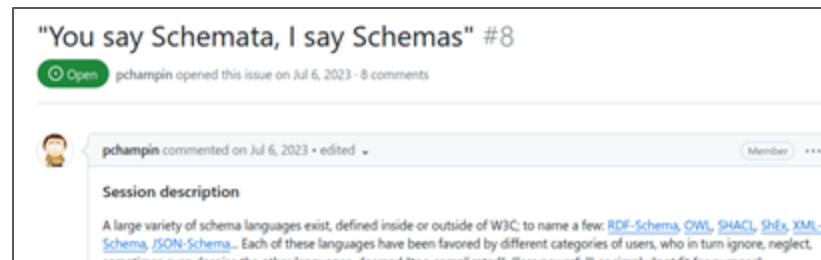 "You say Schemata, I say Schemas" #8
Open pchampin opened this issue on Jul 6, 2023 · 8 comments
pchampin commented on Jul 6, 2023 • edited Member ...
Session description
A large variety of schema languages exist, defined inside or outside of W3C; to name a few: RDF-Schema, OWL, SHACL, ShEx, XML-
Schema, JSON-Schema... Each of these languages have been favored by different categories of users, who in turn ignore, neglect,